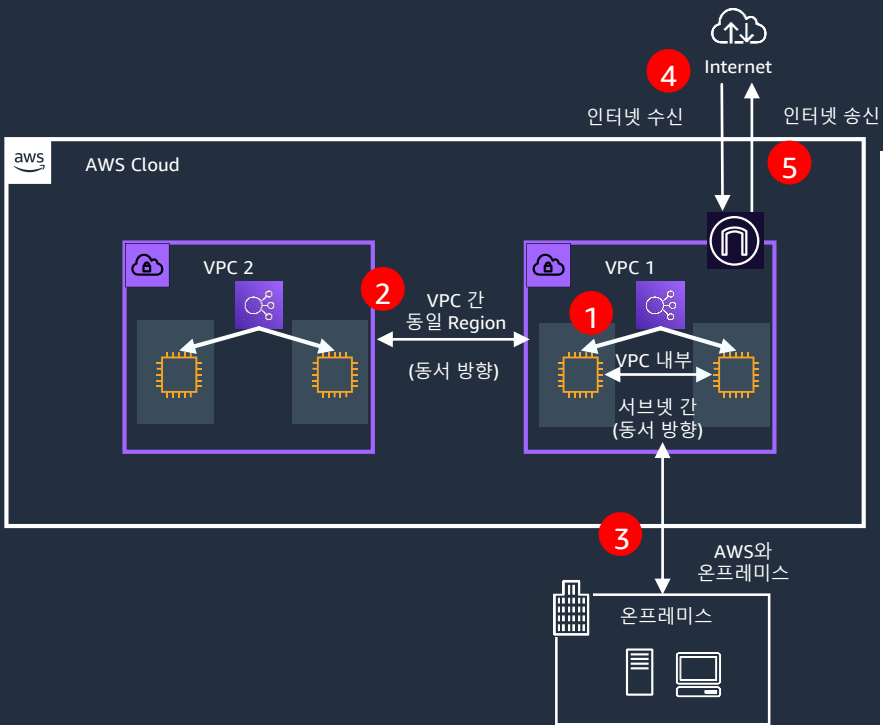 4
Internet
인터넷 수신
인터넷 송신
5
aws
AWS Cloud
VPC 2
2
VPC 간
동일 Region
(동서 방향)
VPC 1
1
VPC 내부
서브넷 간
(동서 방향)
3
AWS와
온프레미스
온프레미스